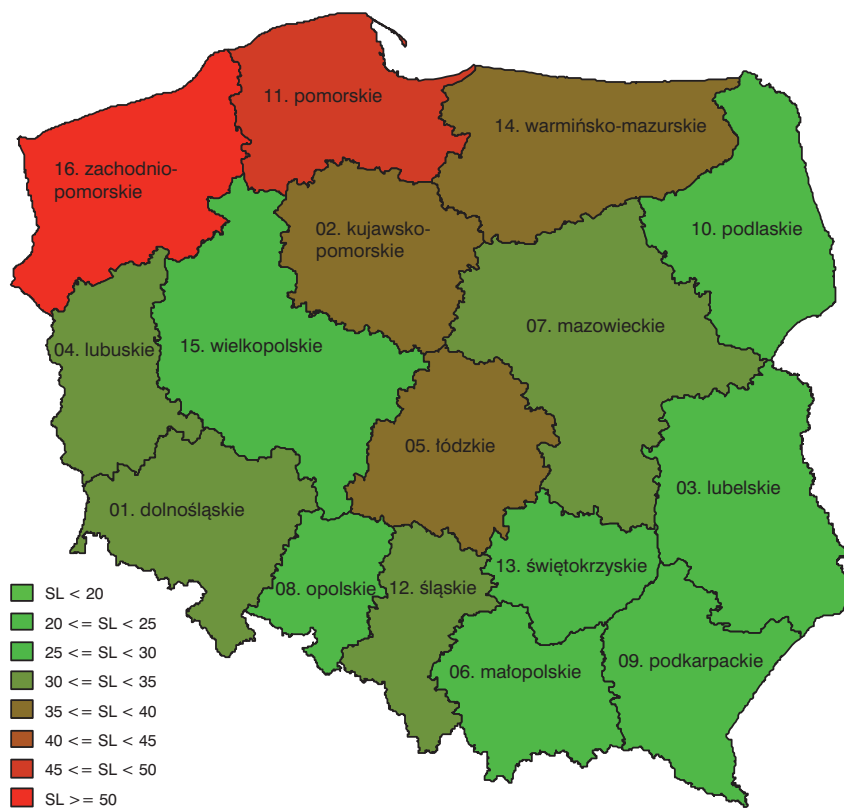 11. pomorskie
14. warmińsko-mazurskie
16. zachodnio-
pomorskie
02. kujawsko-
pomorskie
10. podlaskie
07. mazowieckie
04. lubuskie
15. wielkopolskie
05. łódzkie
03. lubelskie
01. dolnośląskie
13. świętokrzyskie
08. opolskie
12. śląskie
09. podkarpackie
06. małopolskie
SL < 20
20 <= SL < 25
25 <= SL < 30
30 <= SL < 35
35 <= SL < 40
40 <= SL < 45
45 <= SL < 50
SL >= 50